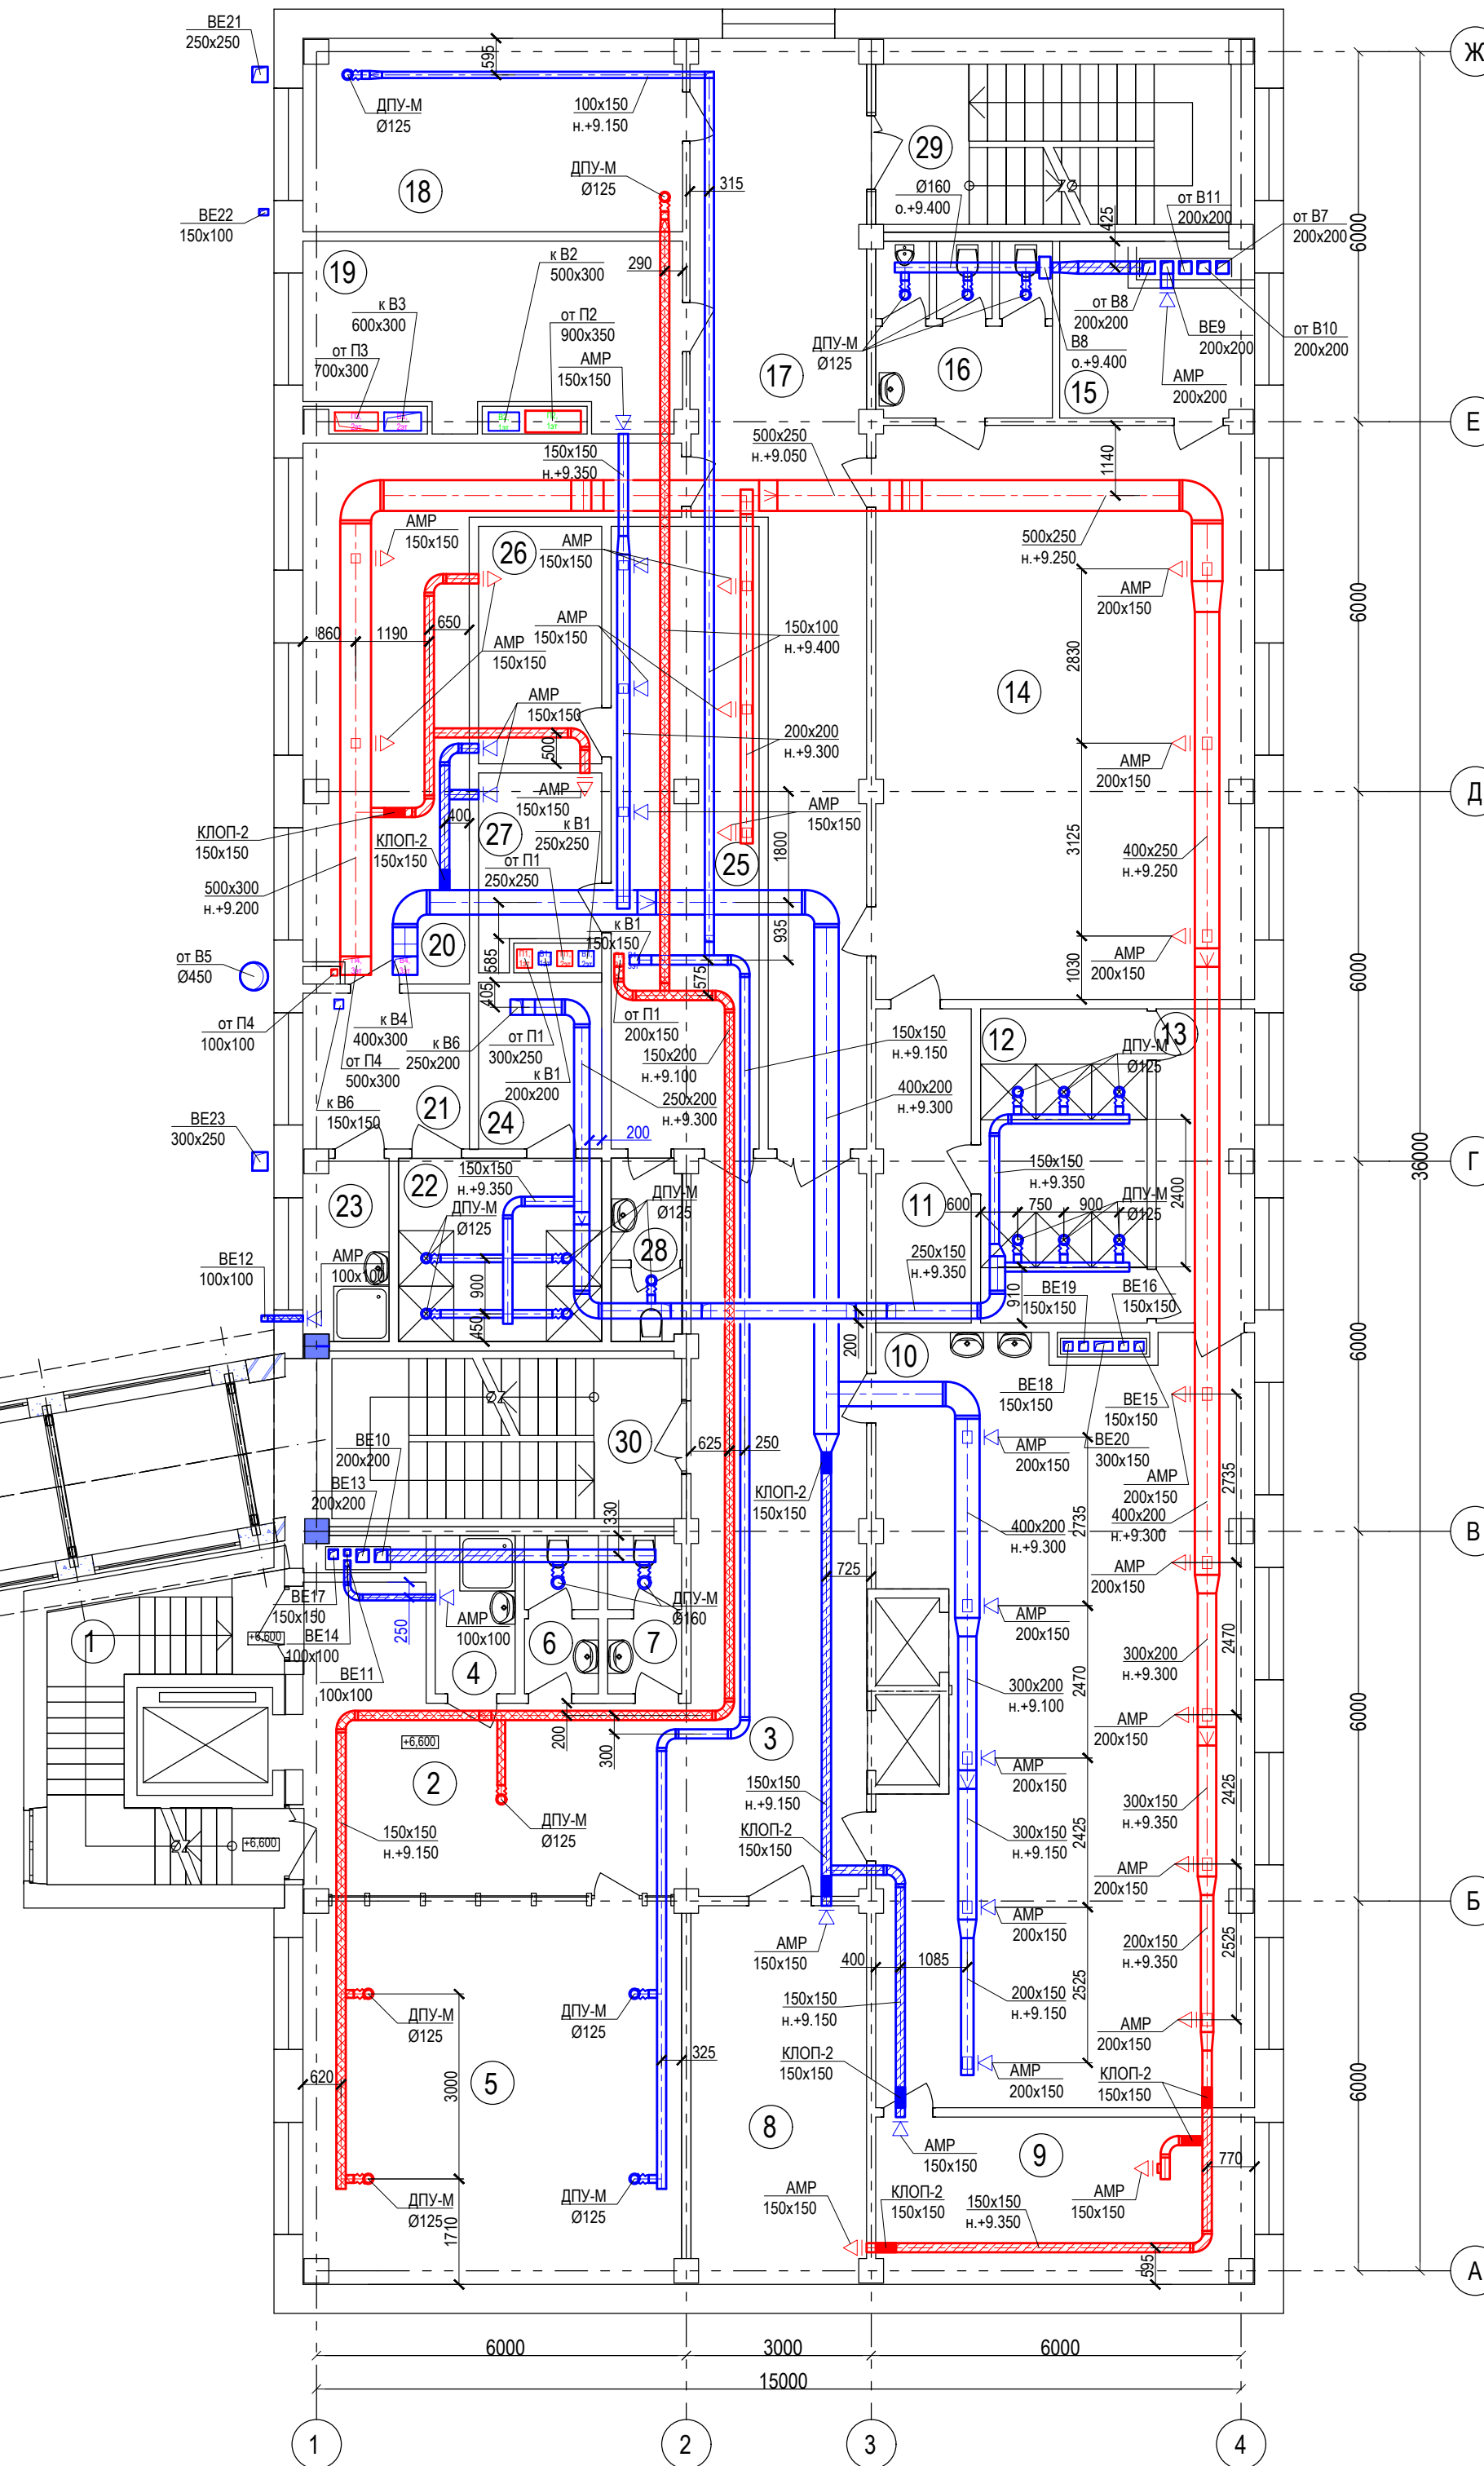 ВЕ21
250х250
Ж
595
ДПУ-М
Ø125
100х150
н.+9.150
29
18
ДПУ-М
Ø125
315
Ø160
о.+9.400
от В11
200х200
425
от В7
200х200
6000
ВЕ22
150х100
19
к В2
500х300
290
к В3
600х300
от П2
900х350
от П3
700х300
АМР
150х150
17
ДПУ-М
Ø125
16
от В8
200х200
В8
о.+9.400
ВЕ9
200х200
от В10
200х200
15
АМР
200х200
Е
150х150
н.+9.350
500х250
н.+9.050
1140
АМР
150х150
26
АМР
150х150
500х250
н.+9.250
АМР
200х150
6000
860
1190
650
АМР
150х150
АМР
150х150
150х100
н.+9.400
2830
14
АМР
150х150
500
200х200
н.+9.300
АМР
200х150
Д
АМР
150х150
АМР
150х150
400
27
к В1
250х250
КЛОП-2
150х150
КЛОП-2
150х150
от П1
250х250
25
1800
3125
400х250
н.+9.250
500х300
н.+9.200
20
к В1
150х150
935
АМР
200х150
от В5
Ø450
585
575
405
1030
6000
от П4
100х100
к В4
400х300
к В6
250х200
от П1
300х250
от П1
200х150
150х200
н.+9.100
150х150
н.+9.150
12
13
ДПУ-М
Ø125
от П4
500х300
к В1
200х200
к В6
150х150
21
24
250х200
н.+9.300
400х200
н.+9.300
200
ВЕ23
300х250
Г
36000
22
150х150
н.+9.350
150х150
н.+9.350
2400
23
ДПУ-М
Ø125
ДПУ-М
Ø125
11
600
750
900
ДПУ-М
Ø125
28
ВЕ12
100х100
АМР
100х100
900
250х150
н.+9.350
910
ВЕ19
150х150
ВЕ16
150х150
450
200
10
6000
ВЕ18
150х150
ВЕ15
150х150
ВЕ10
200х200
30
625
250
АМР
200х150
ВЕ20
300х150
ВЕ13
200х200
КЛОП-2
150х150
АМР
200х150
2735
2735
330
400х200
н.+9.300
400х200
н.+9.300
В
725
АМР
200х150
ВЕ17
150х150
250
ДПУ-М
Ø160
АМР
100х100
АМР
200х150
1
+6,600
ВЕ14
100х100
6
7
ВЕ11
100х100
4
300х200
н.+9.100
2470
300х200
н.+9.300
2470
+6,600
200
300
3
АМР
200х150
АМР
200х150
6000
2
150х150
н.+9.150
300х150
н.+9.350
2425
ДПУ-М
Ø125
+6,600
150х150
н.+9.150
КЛОП-2
150х150
300х150
н.+9.150
2425
АМР
200х150
Б
АМР
150х150
АМР
200х150
400
1085
200х150
н.+9.350
2525
ДПУ-М
Ø125
ДПУ-М
Ø125
150х150
н.+9.150
200х150
н.+9.150
2525
АМР
200х150
325
КЛОП-2
150х150
АМР
200х150
КЛОП-2
150х150
620
3000
5
6000
8
9
АМР
150х150
770
ДПУ-М
Ø125
ДПУ-М
Ø125
АМР
150х150
КЛОП-2
150х150
150х150
н.+9.350
АМР
150х150
1710
595
А
6000
3000
6000
15000
1
2
3
4